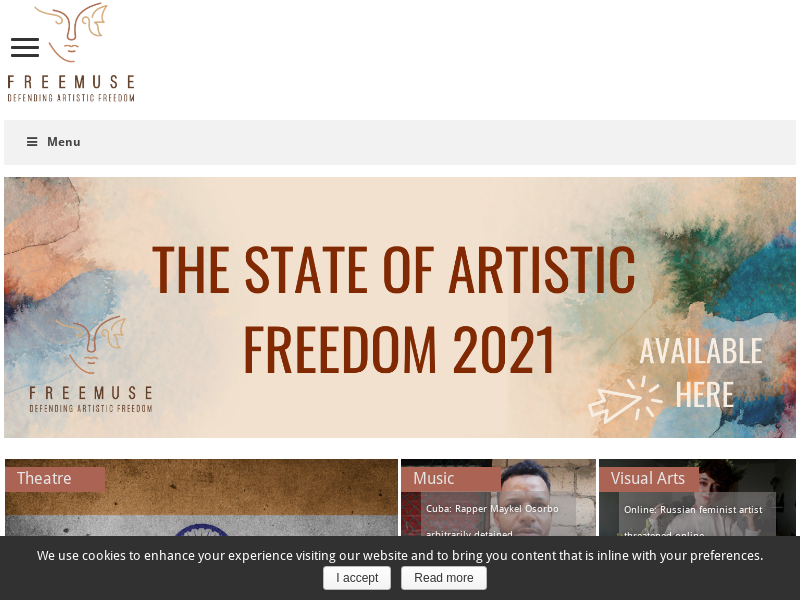 FREEMUSE
DEFENDING ARTISTIC FREEDOM
Menu
THE STATE OF ARTISTIC
FREEDOM 2021
AVAILABLE
HERE
FREEMUSE
DEFENDING ARTISTIC FREEDOM
Theatre
Music
Visual Arts
Cuba: Rapper Maykel Osorbo
arbitrarily detained
Online: Russian feminist artist
threatened online
We use cookies to enhance your experience visiting our website and to bring you content that is inline with your preferences.
I accept
Read more